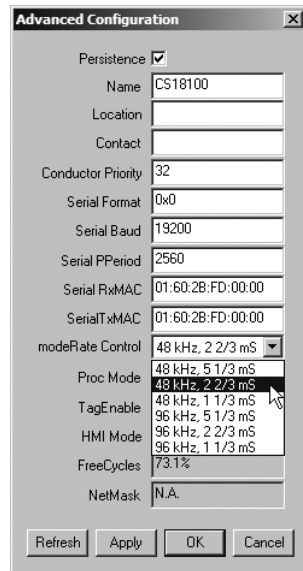 Advanced Configuration
Persistence
Name CS18100
Location
Contact
Conductor Priority 32
Serial Format 0x0
Serial Baud 19200
Serial PPeriod 2560
Serial RxMAC 01:60:2B:FD:00:00
SerialTxMAC 01:60:2B:FD:00:00
modeRate Control 48 kHz, 2 2/3 mS
Proc Mode 48 kHz, 5 1/3 mS
48 kHz, 2 2/3 mS
TagEnable 48 kHz, 1 1/3 mS
96 kHz, 5 1/3 mS
HMI Mode 96 kHz, 2 2/3 mS
96 kHz, 1 1/3 mS
FreeCycles 73.1%
NetMask N.A.
Refresh Apply OK Cancel